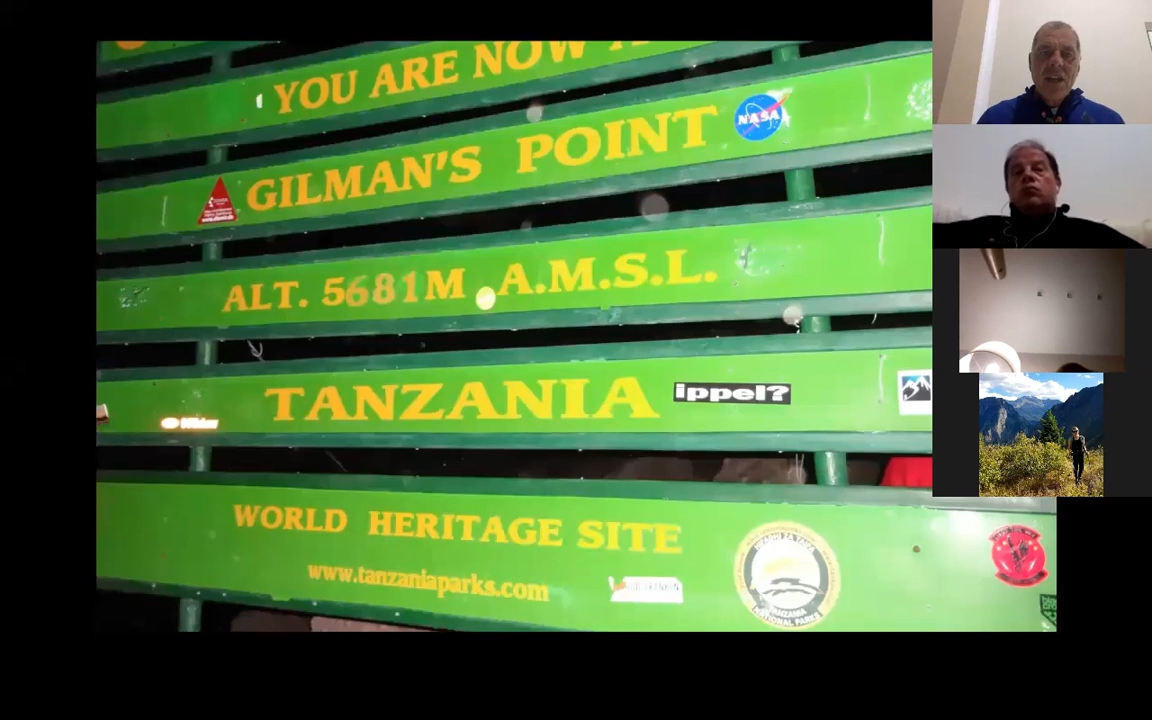 YOU ARE NOW A
GILMAN'S POINT
NASA
ALT. 5681M A.M.S.L.
TANZANIA
ippel?
WORLD HERITAGE SITE
www.tanzaniaparks.com
TANZANIA
NATIONAL PARKS